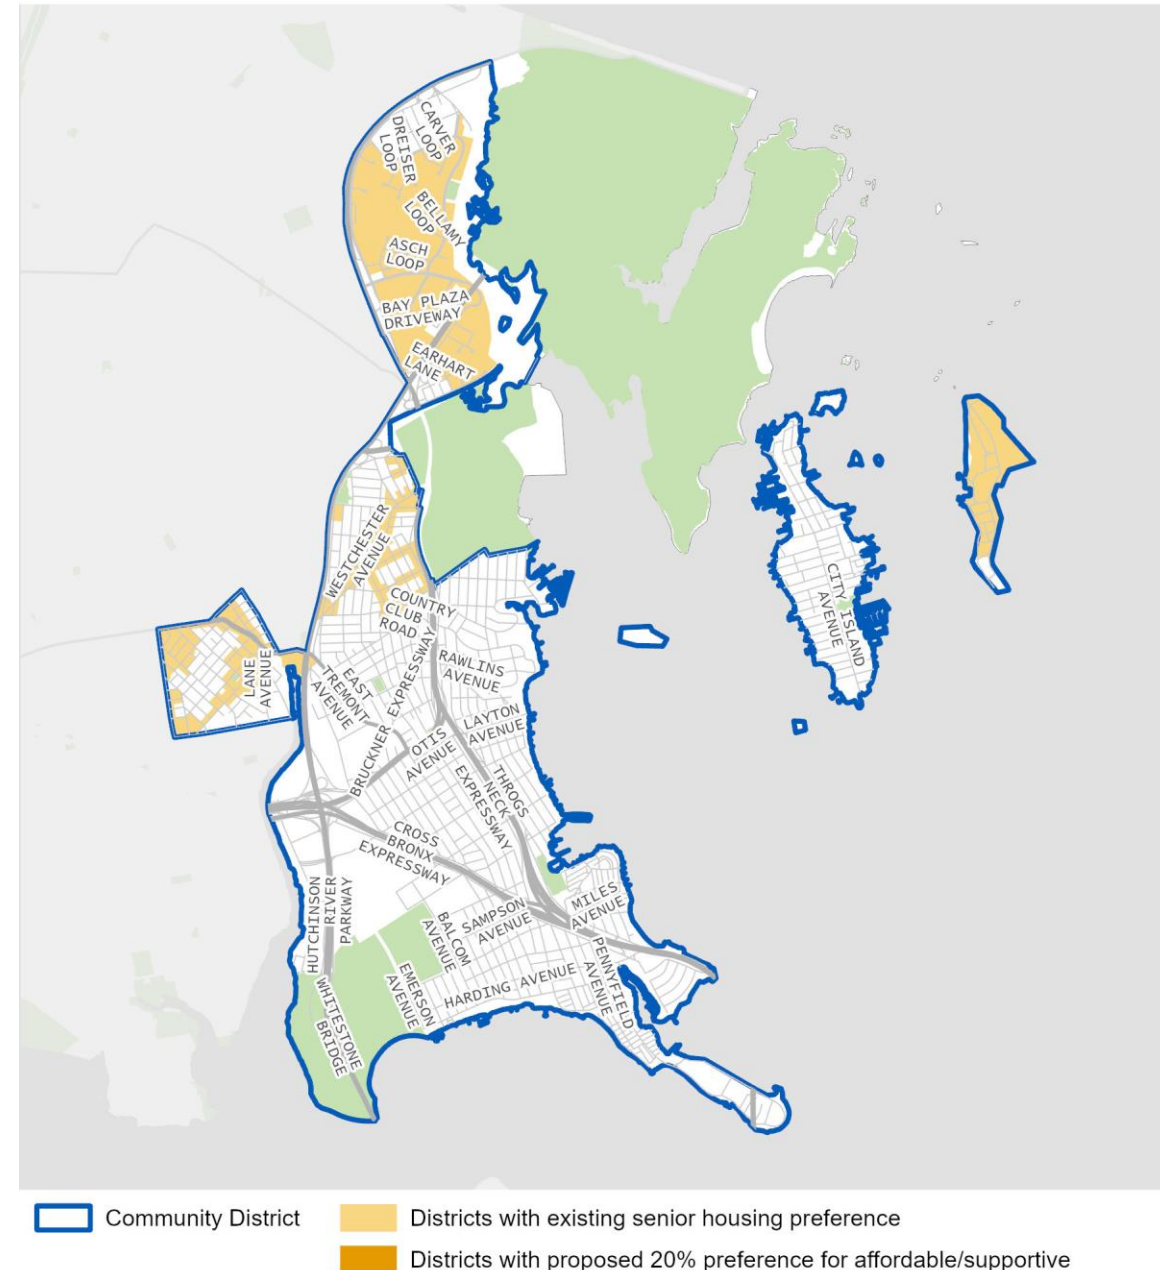 CARVER
LOOP
DREISER
LOOP
BELLAMY
LOOP
ASCH
LOOP
BAY PLAZA
DRIVEWAY
EARHART
LANE
WESTCHESTER
AVENUE
COUNTRY
CLUB
ROAD
LANE
AVENUE
EAST
TREMONT
AVENUE
BRUCKNER EXPRESSWAY
RAWLINS
AVENUE
LAYTON
AVENUE
OTIS
AVENUE
THROGS
NECK
EXPRESSWAY
CITY ISLAND
AVENUE
CROSS
BRONX
EXPRESSWAY
HUTCHINSON
RIVER
PARKWAY
BALCOM
AVENUE
SAMPSON
AVENUE
MILES
AVENUE
PENNYFIELD
AVENUE
HARDING AVENUE
EMERSON
AVENUE
WHITESTONE
BRIDGE
Community District
Districts with existing senior housing preference
Districts with proposed 20% preference for affordable/supportive